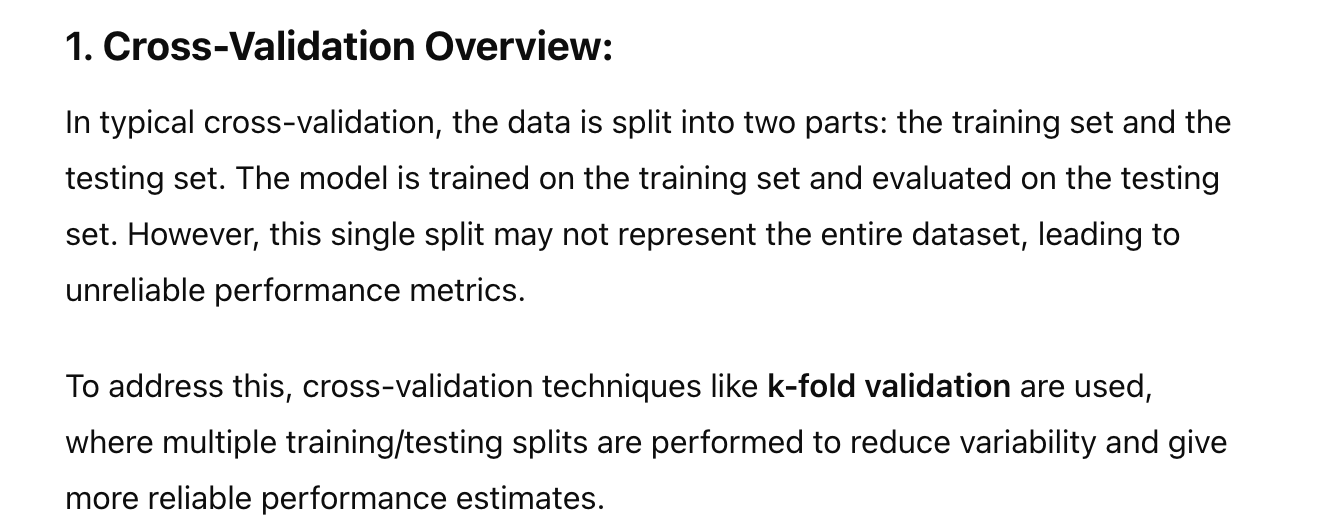 1. Cross-Validation Overview:
In typical cross-validation, the data is split into two parts: the training set and the
testing set. The model is trained on the training set and evaluated on the testing
set. However, this single split may not represent the entire dataset, leading to
unreliable performance metrics.
To address this, cross-validation techniques like k-fold validation are used,
where multiple training/testing splits are performed to reduce variability and give
more reliable performance estimates.